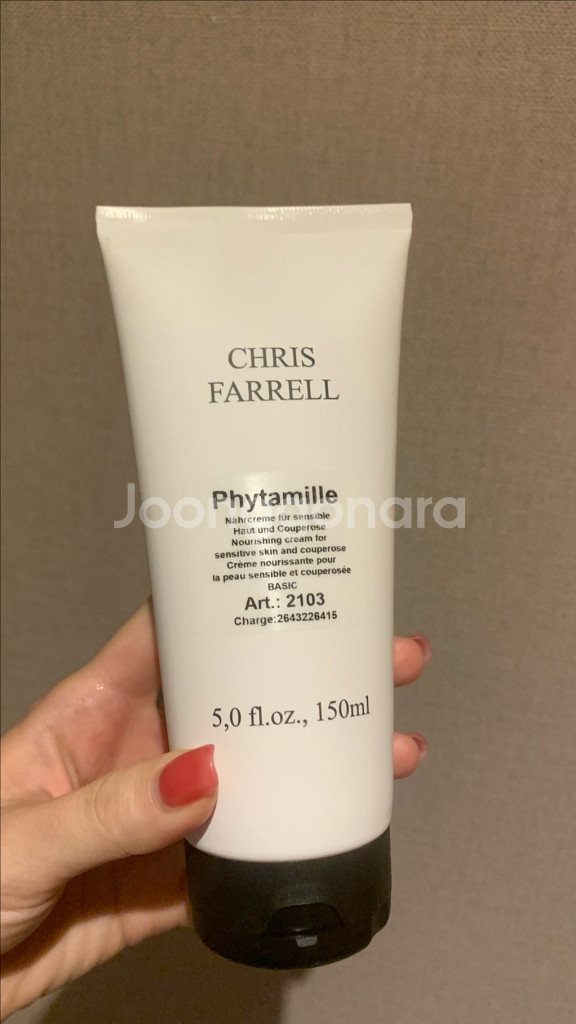 CHRIS
FARRELL
Phytamille
Joonggonara
Nährcreme für sensible
Haut und Couperose
Nourishing cream for
sensitive skin and couperose
Crème nourissante pour
la peau sensible et couperosée
BASIC
Art.: 2103
Charge:2643226415
5,0 fl.oz., 150ml